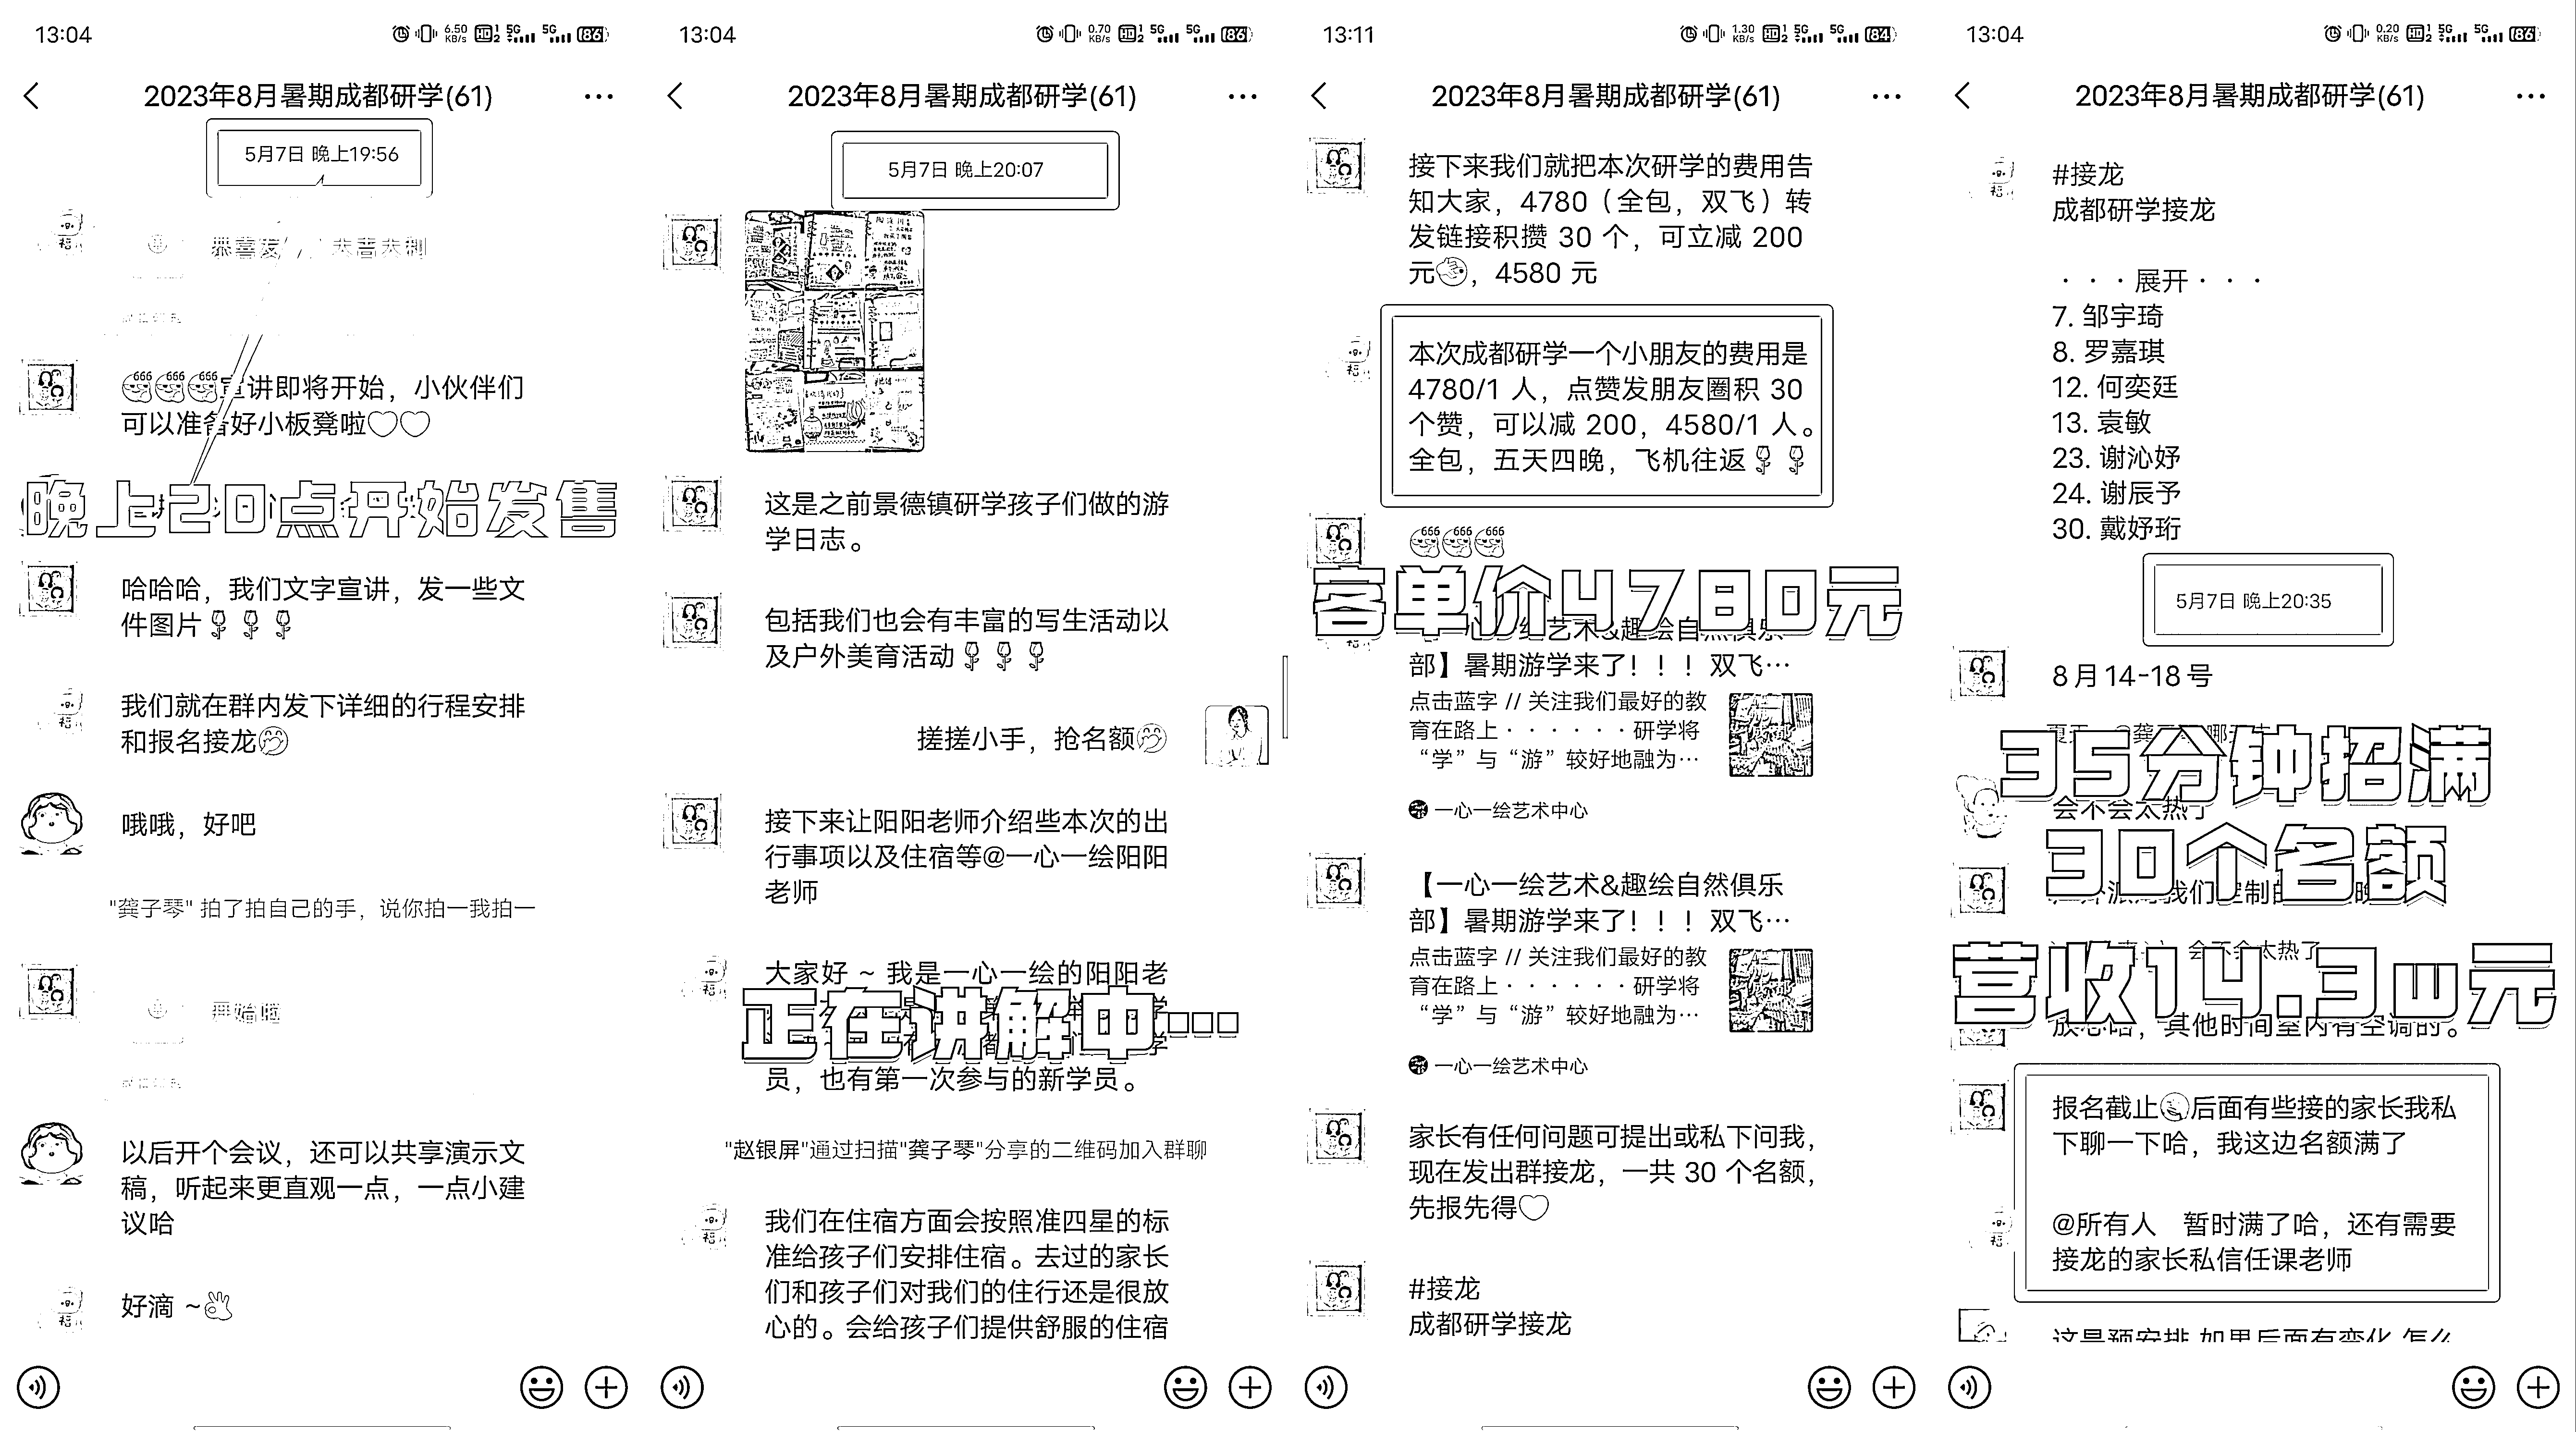 13:04
6.50 KB/s
5G 5G 86
2023年8月暑期成都研学(61)
5月7日 晚上19:56
宣讲即将开始，小伙伴们
可以准备好小板凳啦
晚上20点开始发售
哈哈哈，我们文字宣讲，发一些文
件图片
我们就在群内发下详细的行程安排
和报名接龙
哦哦，好吧
"龚子琴" 拍了拍自己的手，说你拍一我拍一
开始啦
以后开个会议，还可以共享演示文
稿，听起来更直观一点，一点小建
议哈
好滴 ~
13:04
0.70 KB/s
5G 5G 86
2023年8月暑期成都研学(61)
5月7日 晚上20:07
这是之前景德镇研学孩子们做的游
学日志。
包括我们也会有丰富的写生活动以
及户外美育活动
搓搓小手，抢名额
接下来让阳阳老师介绍些本次的出
行事项以及住宿等@一心一绘阳阳
老师
大家好 ~ 我是一心一绘的阳阳老
正在讲解中
员，也有第一次参与的新学员。
"赵银屏"通过扫描"龚子琴"分享的二维码加入群聊
我们在住宿方面会按照准四星的标
准给孩子们安排住宿。去过的家长
们和孩子们对我们的住行还是很放
心的。会给孩子们提供舒服的住宿
13:11
1.30 KB/s
5G 5G 84
2023年8月暑期成都研学(61)
接下来我们就把本次研学的费用告
知大家，4780（全包，双飞）转
发链接积攒 30 个，可立减 200
元，4580 元
本次成都研学一个小朋友的费用是
4780/1 人，点赞发朋友圈积 30
个赞，可以减 200，4580/1 人。
全包，五天四晚，飞机往返
客单价4780元
部】暑期游学来了！！！双飞…
点击蓝字 // 关注我们最好的教
育在路上 · · · · · · 研学将
“学”与“游”较好地融为…
一心一绘艺术中心
【一心一绘艺术&趣绘自然俱乐
部】暑期游学来了！！！双飞…
点击蓝字 // 关注我们最好的教
育在路上 · · · · · · 研学将
“学”与“游”较好地融为…
一心一绘艺术中心
家长有任何问题可提出或私下问我，
现在发出群接龙，一共 30 个名额，
先报先得
#接龙
成都研学接龙
13:04
0.20 KB/s
5G 5G 86
2023年8月暑期成都研学(61)
#接龙
成都研学接龙
· · · 展开 · · ·
7. 邹宇琦
8. 罗嘉琪
12. 何奕廷
13. 袁敏
23. 谢沁妤
24. 谢辰予
30. 戴妤珩
5月7日 晚上20:35
8 月 14-18 号
35分钟招满
会不会太热了
30个名额
会不会太热了
营收14.3w元
放心哈，其他时间室内有空调的。
报名截止后面有些接的家长我私
下聊一下哈，我这边名额满了
@所有人 暂时满了哈，还有需要
接龙的家长私信任课老师
这是预安排 如果后面有变化 怎么